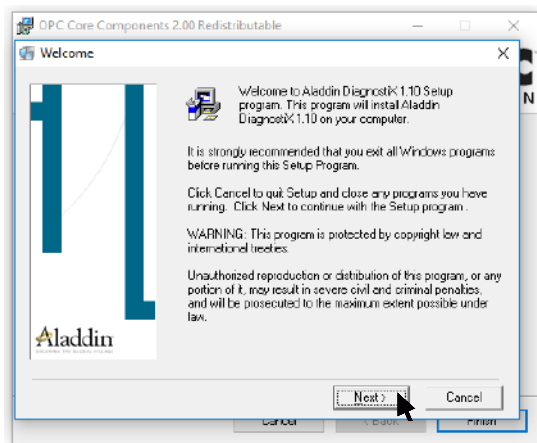 OPC Core Components 2.00 Redistributable
Welcome
Welcome to Aladdin DiagnostiX 1.10 Setup
program. This program will install Aladdin
DiagnostiX 1.10 on your computer.
It is strongly recommended that you exit all Windows programs
before running this Setup Program.
Click Cancel to quit Setup and close any programs you have
running. Click Next to continue with the Setup program.
WARNING: This program is protected by copyright law and
international treaties.
Unauthorized reproduction or distribution of this program, or any
portion of it, may result in severe civil and criminal penalties,
and will be prosecuted to the maximum extent possible under
law.
Aladdin
SECURING THE GLOBAL VILLAGE
Next >
Cancel
Cancel
< Back
Finish